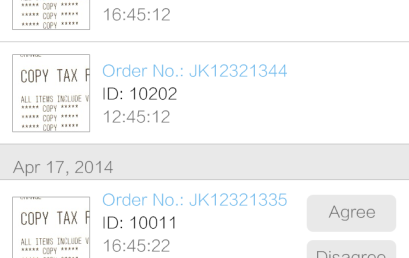 ***** COPY *****
***** COPY *****
16:45:12
COPY TAX F
ALL ITEMS INCLUDE V
***** COPY *****
***** COPY *****
***** COPY *****
Order No.: JK12321344
ID: 10202
12:45:12
Apr 17, 2014
COPY TAX F
ALL ITEMS INCLUDE V
***** COPY *****
***** COPY *****
Order No.: JK12321335
ID: 10011
16:45:22
Agree
Disagree